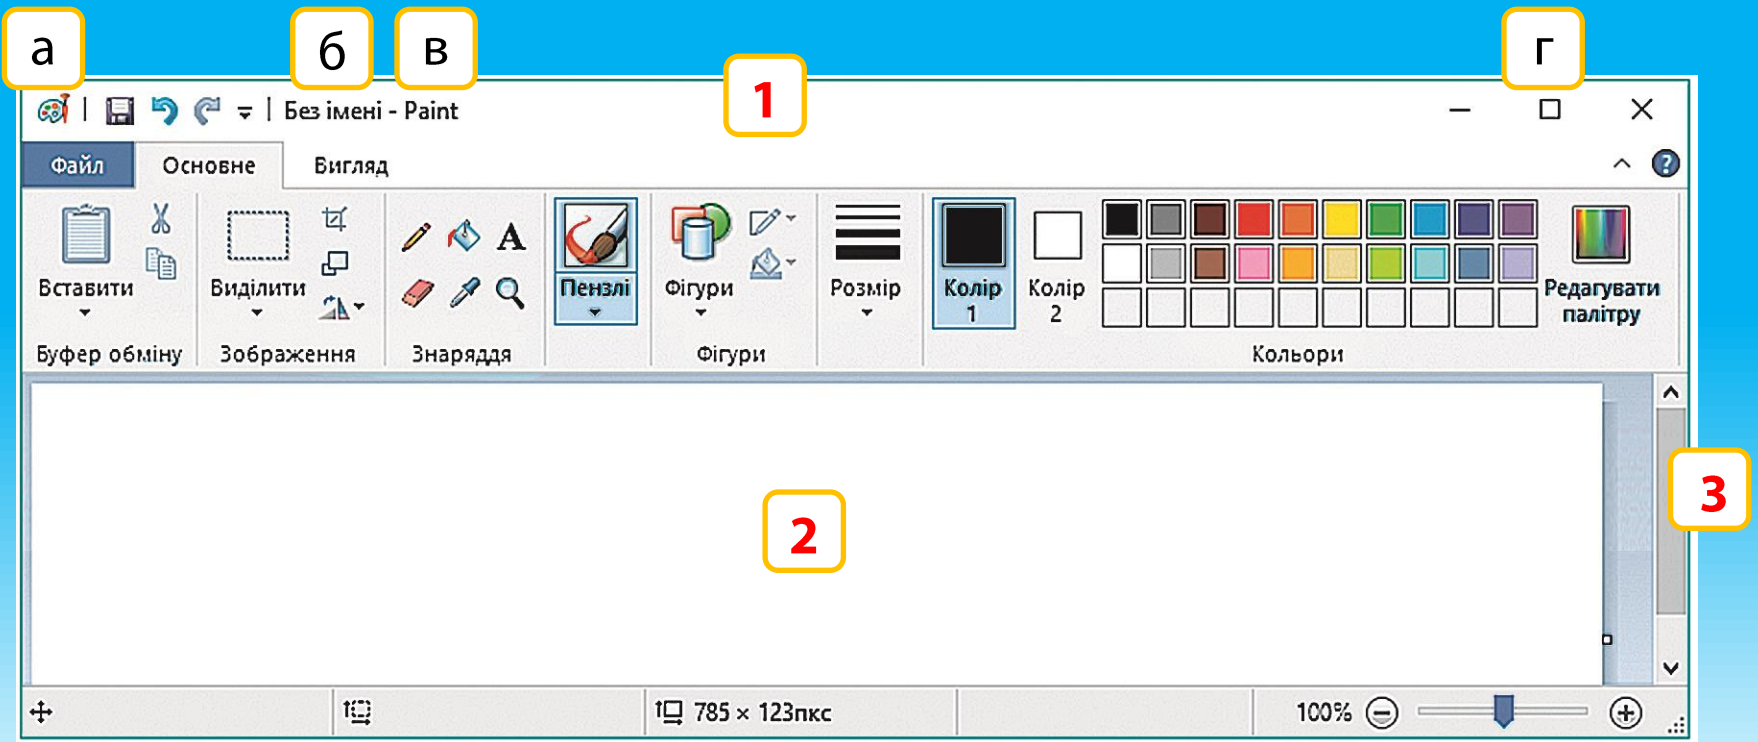 а
б
в
г
1
Без імені - Paint
Файл
Основне
Вигляд
?
A
Вставити
Виділити
Пензлі
Фігури
Розмір
Колір
1
Колір
2
Редагувати
палітру
Буфер обміну
Зображення
Знаряддя
Фігури
Кольори
2
3
785 × 123пкс
100%